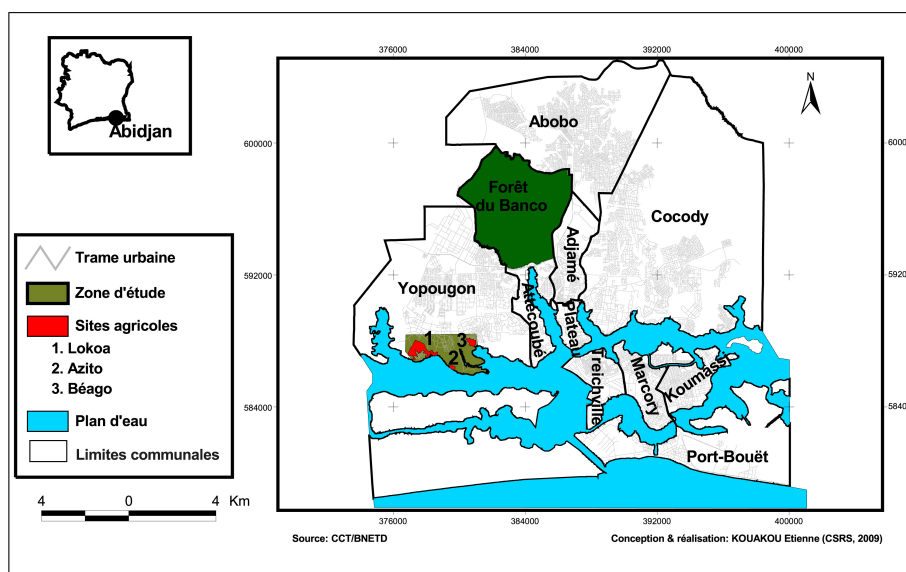 Abidjan
Trame urbaine
Zone d'étude
Sites agricoles
1. Lokoa
2. Azito
3. Béago
Plan d'eau
Limites communales
4 0 4 Km
376000 384000 392000 400000
N
600000
592000
584000
Abobo
Forêt
du Banco
Cocody
Adjamé
Yopougon
Attécoubé
Plateau
1
3
2
Treichville
Marcory
Koumassi
Port-Bouët
6000
5920
584
376000 384000 392000 400000
Source: CCT/BNETD
Conception & réalisation: KOUAKOU Etienne (CSRS, 2009)